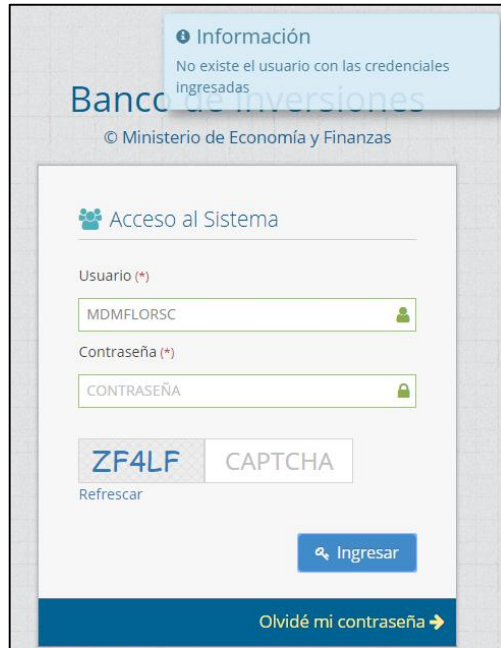 Información
No existe el usuario con las credenciales
ingresadas
Banco de Inversiones
© Ministerio de Economía y Finanzas
Acceso al Sistema
Usuario (*)
MDMFLORSC
Contraseña (*)
CONTRASEÑA
ZF4LF CAPTCHA
Refrescar
Ingresar
Olvidé mi contraseña